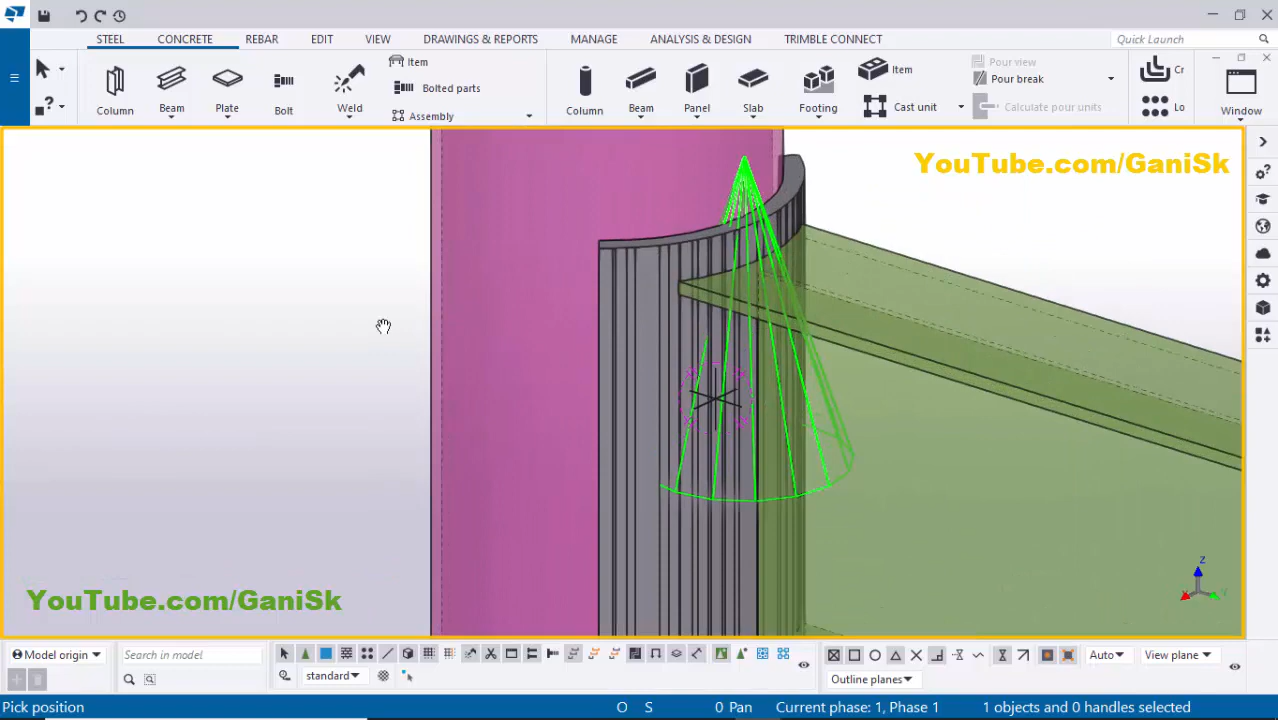 STEEL CONCRETE REBAR EDIT VIEW DRAWINGS & REPORTS MANAGE ANALYSIS & DESIGN TRIMBLE CONNECT Quick Launch
Item
Bolted parts
Assembly
Column Beam Plate Bolt Weld
Column Beam Panel Slab Footing
Item
Cast unit
Pour view
Pour break
Calculate pour units
Cr
Lo
Window
YouTube.com/GaniSk
YouTube.com/GaniSk
Z
Model origin
Search in model
standard
Auto
View plane
Outline planes
Pick position
O S 0 Pan Current phase: 1, Phase 1 1 objects and 0 handles selected